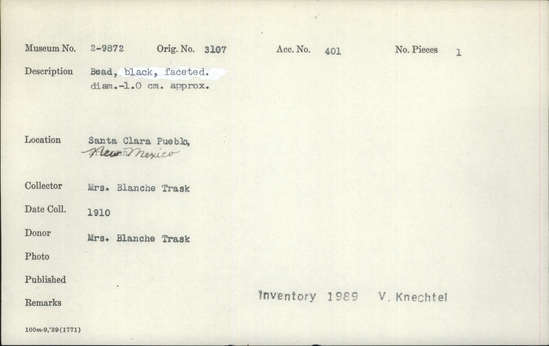 Museum No. 2-9872 Orig. No. 3107 Acc. No. 401 No. Pieces 1
Description Bead, black, faceted.
diam.-1.0 cm. approx.
Location Santa Clara Pueblo,
New Mexico
Collector Mrs. Blanche Trask
Date Coll. 1910
Donor Mrs. Blanche Trask
Photo
Published
Remarks Inventory 1989 V. Knechtel
100m-9,'39(1771)